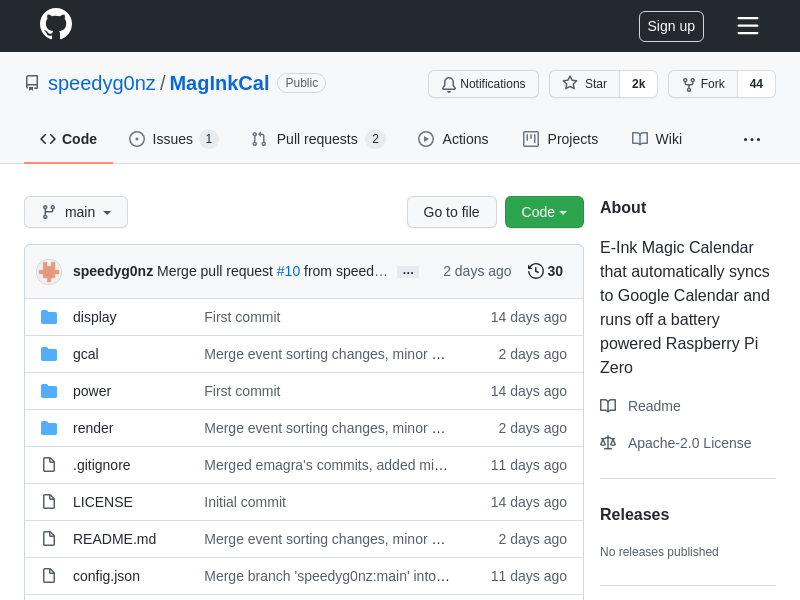 Sign up
speedyg0nz / MagInkCal Public
Notifications Star 2k Fork 44
Code Issues 1 Pull requests 2 Actions Projects Wiki ...
main Go to file Code
speedyg0nz Merge pull request #10 from speed… ... 2 days ago 30
display First commit 14 days ago
gcal Merge event sorting changes, minor … 2 days ago
power First commit 14 days ago
render Merge event sorting changes, minor … 2 days ago
.gitignore Merged emagra's commits, added mi… 11 days ago
LICENSE Initial commit 14 days ago
README.md Merge event sorting changes, minor … 2 days ago
config.json Merge branch 'speedyg0nz:main' into… 11 days ago
About
E-Ink Magic Calendar
that automatically syncs
to Google Calendar and
runs off a battery
powered Raspberry Pi
Zero
Readme
Apache-2.0 License
Releases
No releases published